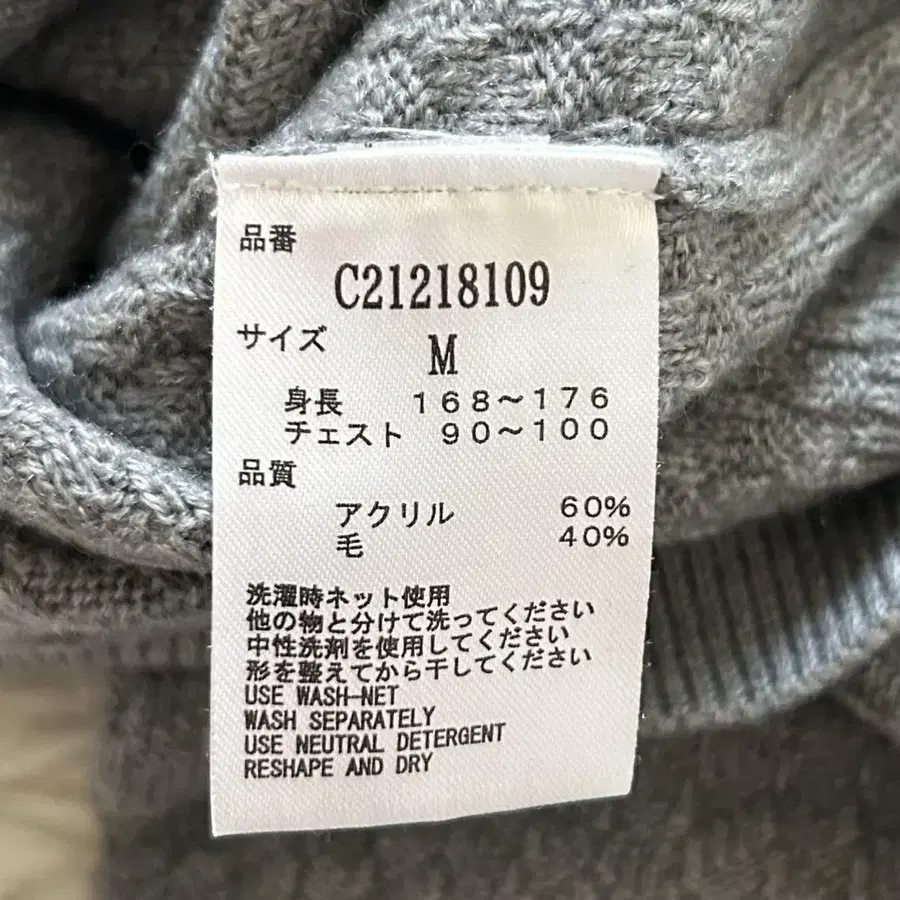 品番
C21218109
サイズ
M
身長 168～176
チェスト 90～100
品質
アクリル 60%
毛 40%
洗濯時ネット使用
他の物と分けて洗ってください
中性洗剤を使用してください
形を整えてから干してください
USE WASH-NET
WASH SEPARATELY
USE NEUTRAL DETERGENT
RESHAPE AND DRY